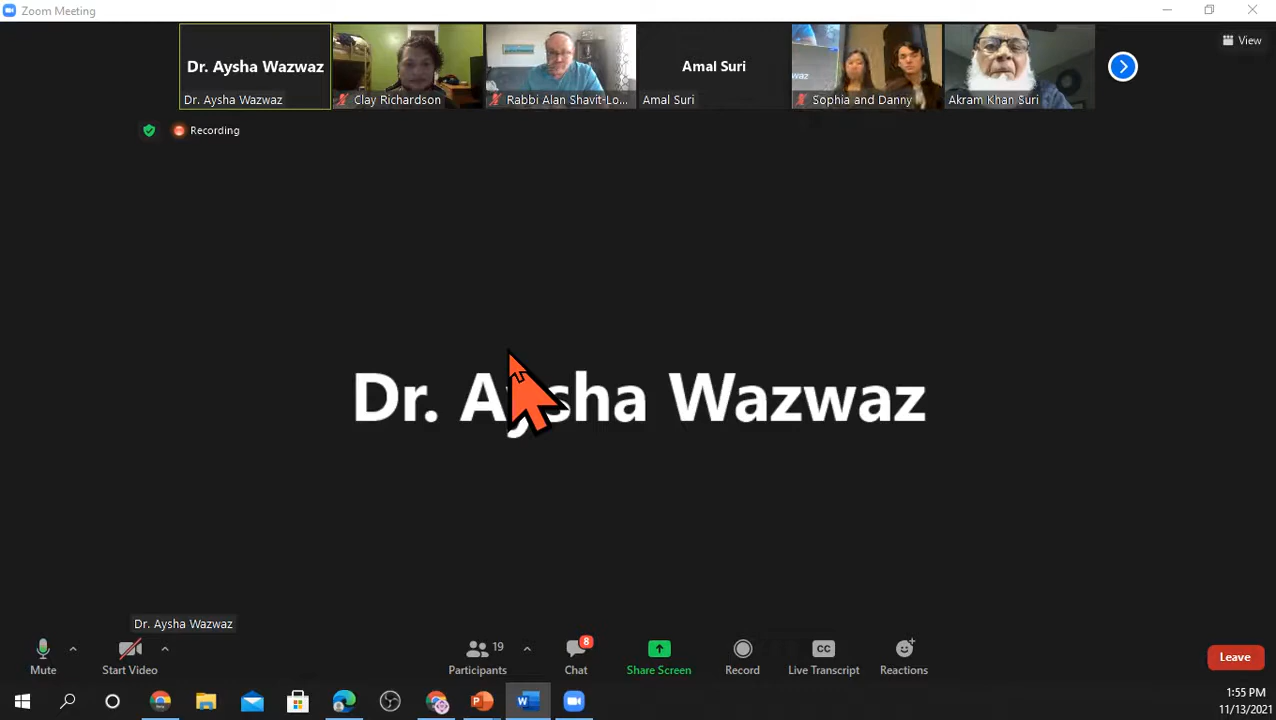 Zoom Meeting
Dr. Aysha Wazwaz
Amal Suri
View
Dr. Aysha Wazwaz
Clay Richardson
Rabbi Alan Shavit-Lo...
Amal Suri
waz
Sophia and Danny
Akram Khan Suri
Recording
Dr. Aysha Wazwaz
Dr. Aysha Wazwaz
19
8
CC
Mute
Start Video
Participants
Chat
Share Screen
Record
Live Transcript
Reactions
Leave
1:55 PM
11/13/2021